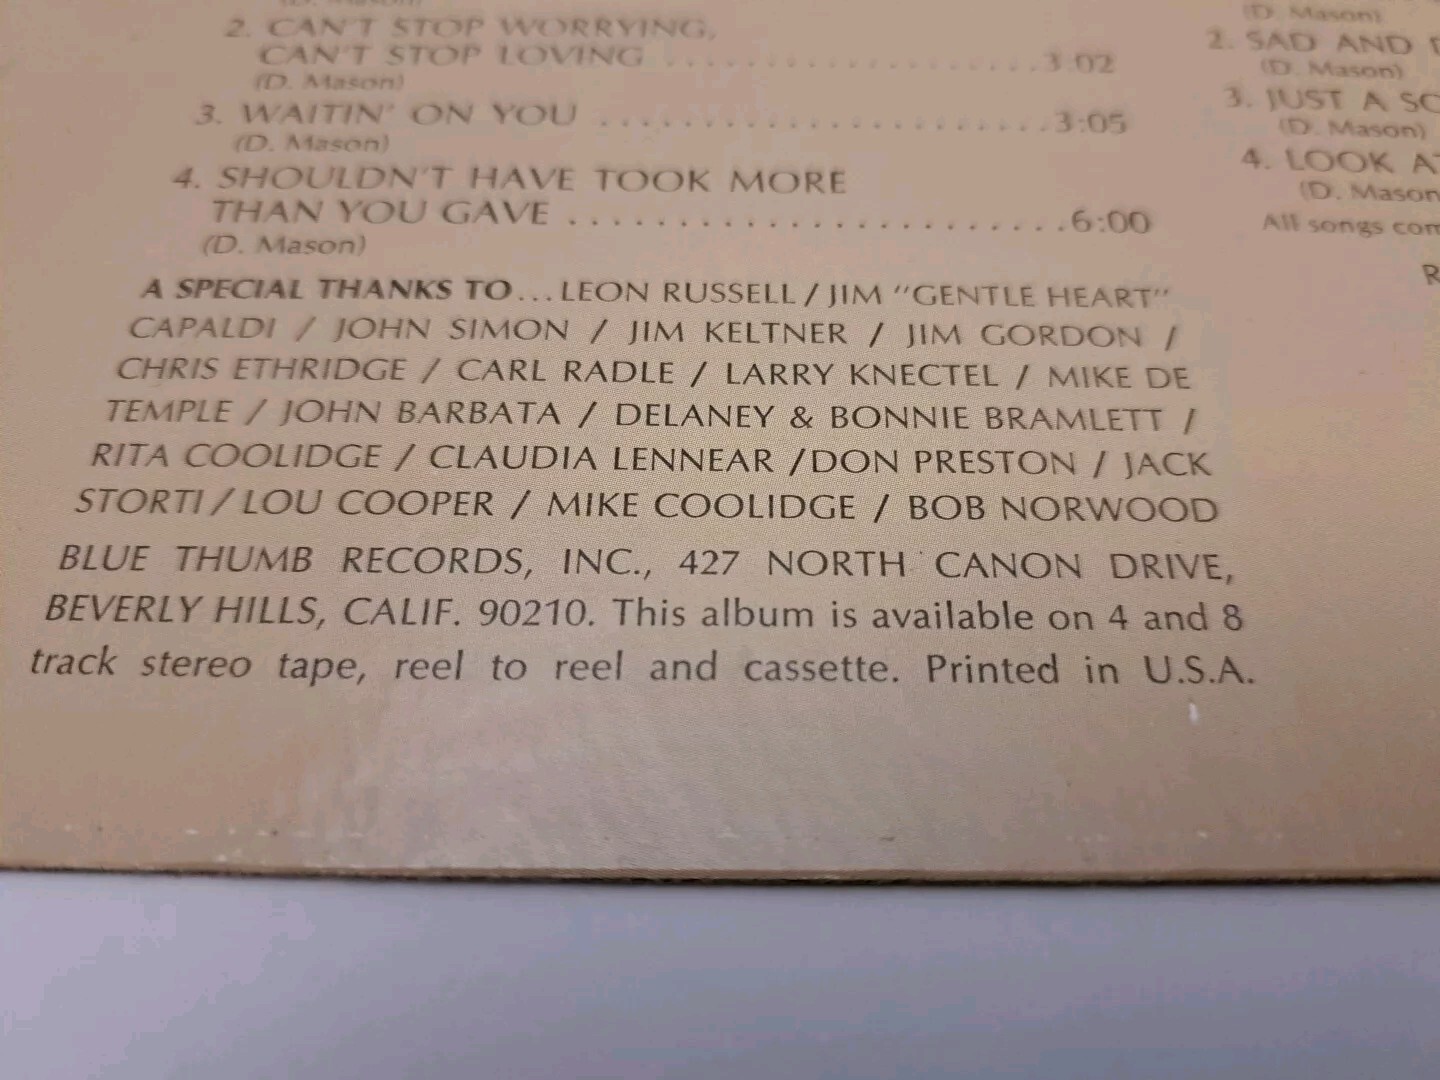 (D. Mason)
2. CAN'T STOP WORRYING,
CAN'T STOP LOVING ..................... 3:02
(D. Mason)
3. WAITIN' ON YOU .......................... 3:05
(D. Mason)
4. SHOULDN'T HAVE TOOK MORE
THAN YOU GAVE ......................... 6:00
(D. Mason)
A SPECIAL THANKS TO... LEON RUSSELL / JIM "GENTLE HEART"
CAPALDI / JOHN SIMON / JIM KELTNER / JIM GORDON /
CHRIS ETHRIDGE / CARL RADLE / LARRY KNECTEL / MIKE DE
TEMPLE / JOHN BARBATA / DELANEY & BONNIE BRAMLETT /
RITA COOLIDGE / CLAUDIA LENNEAR /DON PRESTON / JACK
STORTI / LOU COOPER / MIKE COOLIDGE / BOB NORWOOD
BLUE THUMB RECORDS, INC., 427 NORTH CANON DRIVE,
BEVERLY HILLS, CALIF. 90210. This album is available on 4 and 8
track stereo tape, reel to reel and cassette. Printed in U.S.A.
(D. Mason)
2. SAD AND
(D. Mason)
3. JUST A
(D. Mason)
4. LOOK
(D. Mason
All songs